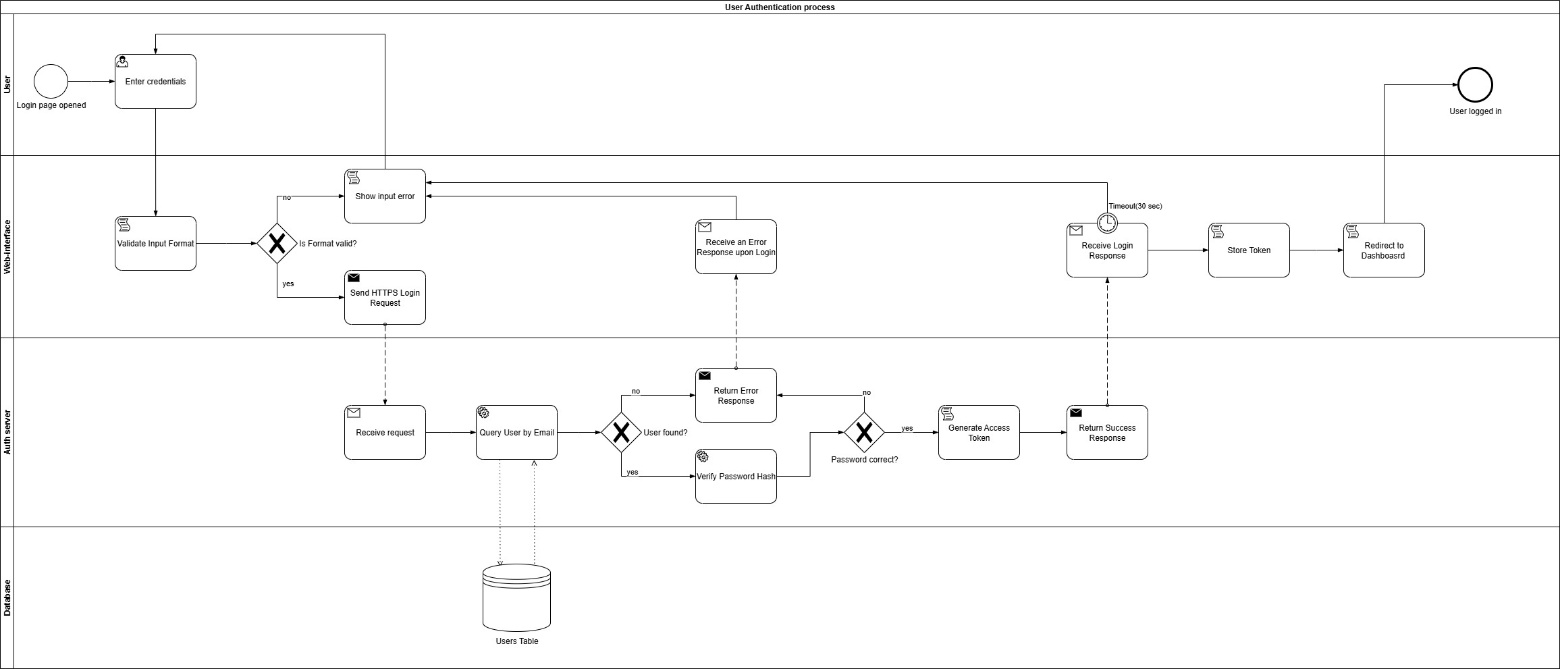 User Authentication process
User
Login page opened
Enter credentials
User logged in
Web-Interface
Validate Input Format
Is Format valid?
no
yes
Show input error
Send HTTPS Login
Request
Receive an Error
Response upon Login
Timeout(30 sec)
Receive Login
Response
Store Token
Redirect to
Dashboasrd
Auth server
Receive request
Query User by Email
User found?
no
yes
Return Error
Response
Verify Password Hash
no
yes
Password correct?
Generate Access
Token
Return Success
Response
Database
Users Table